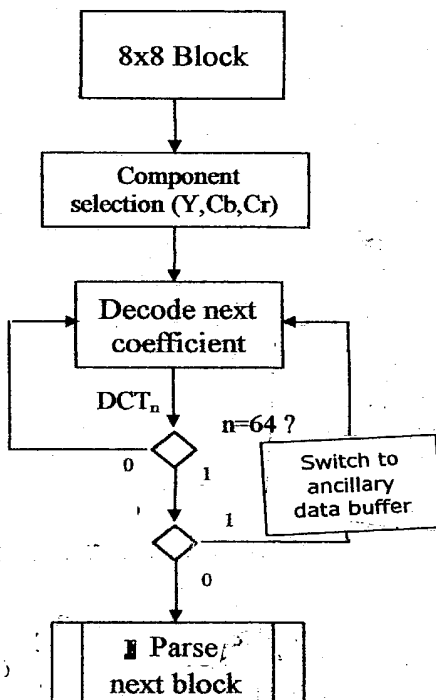 8x8 Block
Component
selection (Y,Cb,Cr)
Decode next
coefficient
DCTₙ
n=64 ?
0
1
Switch to
ancillary
data buffer
1
0
Parse
next block